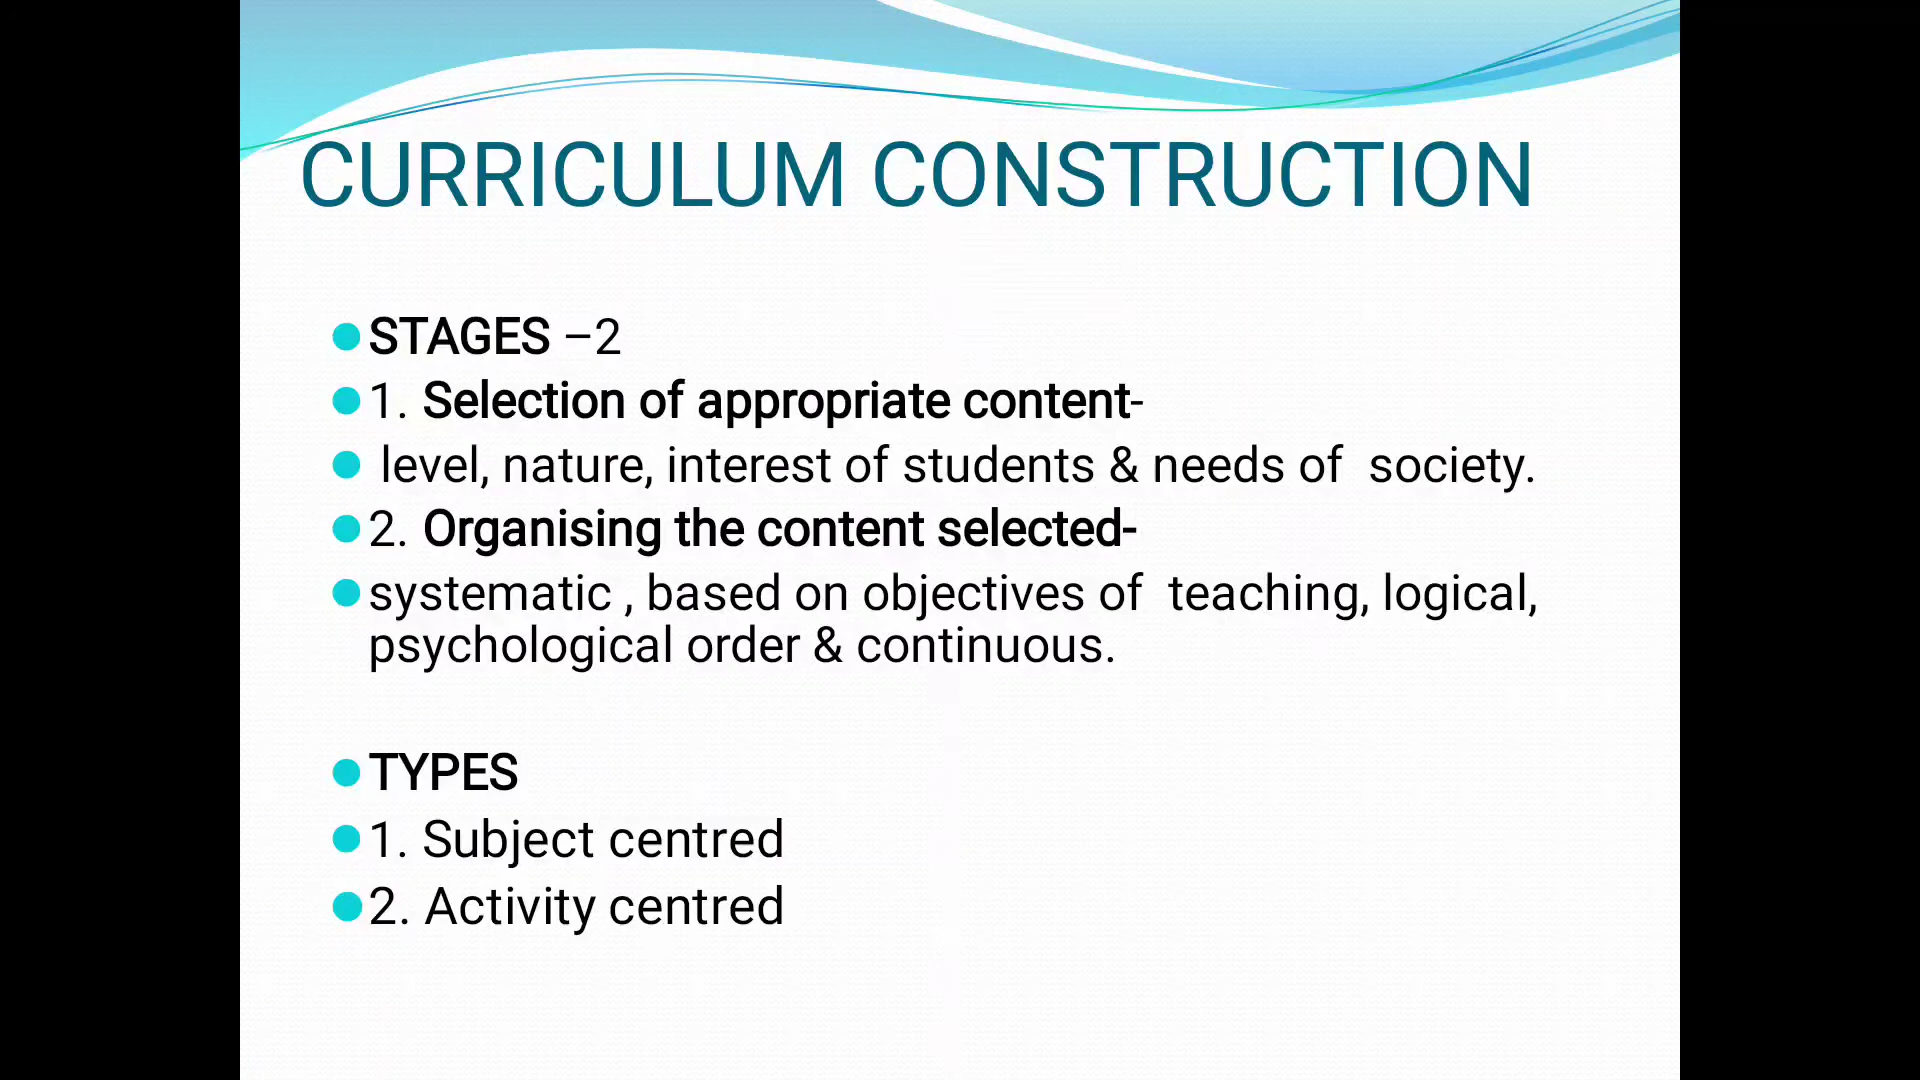 CURRICULUM CONSTRUCTION
STAGES –2
1. Selection of appropriate content-
level, nature, interest of students & needs of  society.
2. Organising the content selected-
systematic , based on objectives of  teaching, logical,
psychological order & continuous.
TYPES
1. Subject centred
2. Activity centred